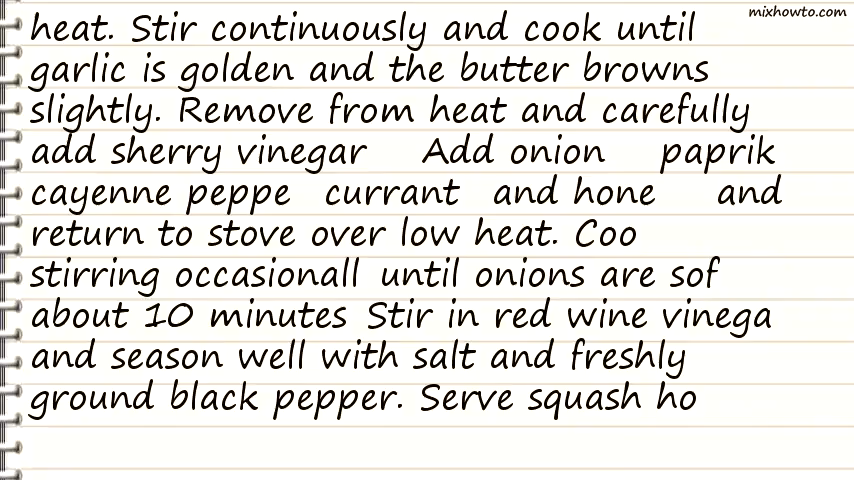 mixhowto.com
heat. Stir continuously and cook until
garlic is golden and the butter browns
slightly. Remove from heat and carefully
add sherry vinegar Add onion paprik
cayenne peppe currant and hone and
return to stove over low heat. Coo
stirring occasionall until onions are sof
about 10 minutes Stir in red wine vinega
and season well with salt and freshly
ground black pepper. Serve squash ho